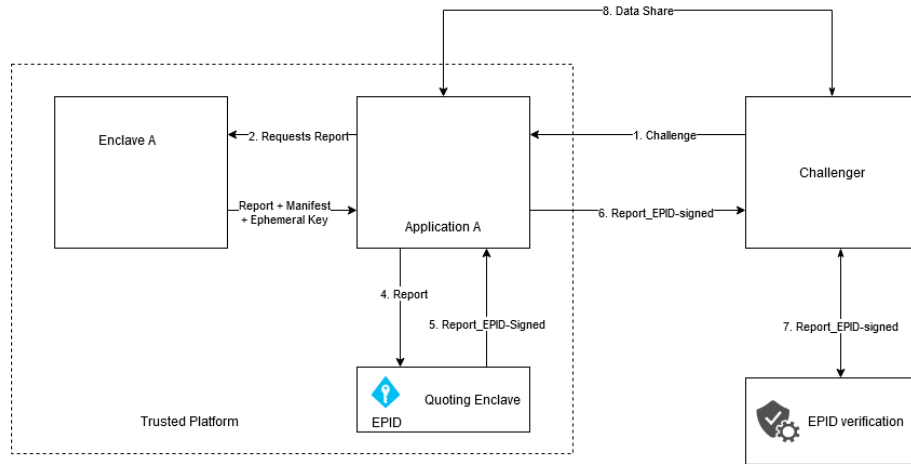 8. Data Share
Enclave A
2. Requests Report
1. Challenge
Challenger
Report + Manifest
+ Ephemeral Key
Application A
6. Report_EPID-signed
4. Report
5. Report_EPID-Signed
7. Report_EPID-signed
Quoting Enclave
EPID
Trusted Platform
EPID verification